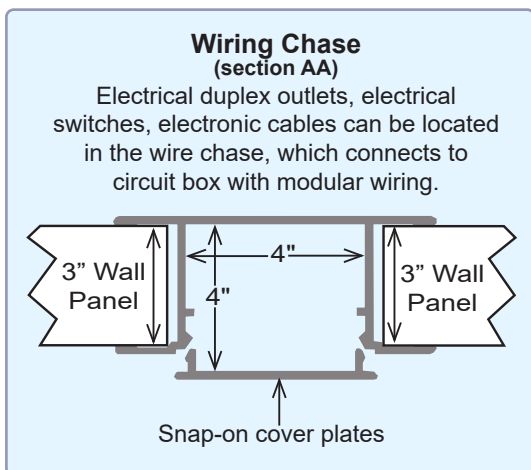 Wiring Chase
(section AA)
Electrical duplex outlets, electrical
switches, electronic cables can be located
in the wire chase, which connects to
circuit box with modular wiring.
3” Wall
Panel
4"
4"
3” Wall
Panel
Snap-on cover plates